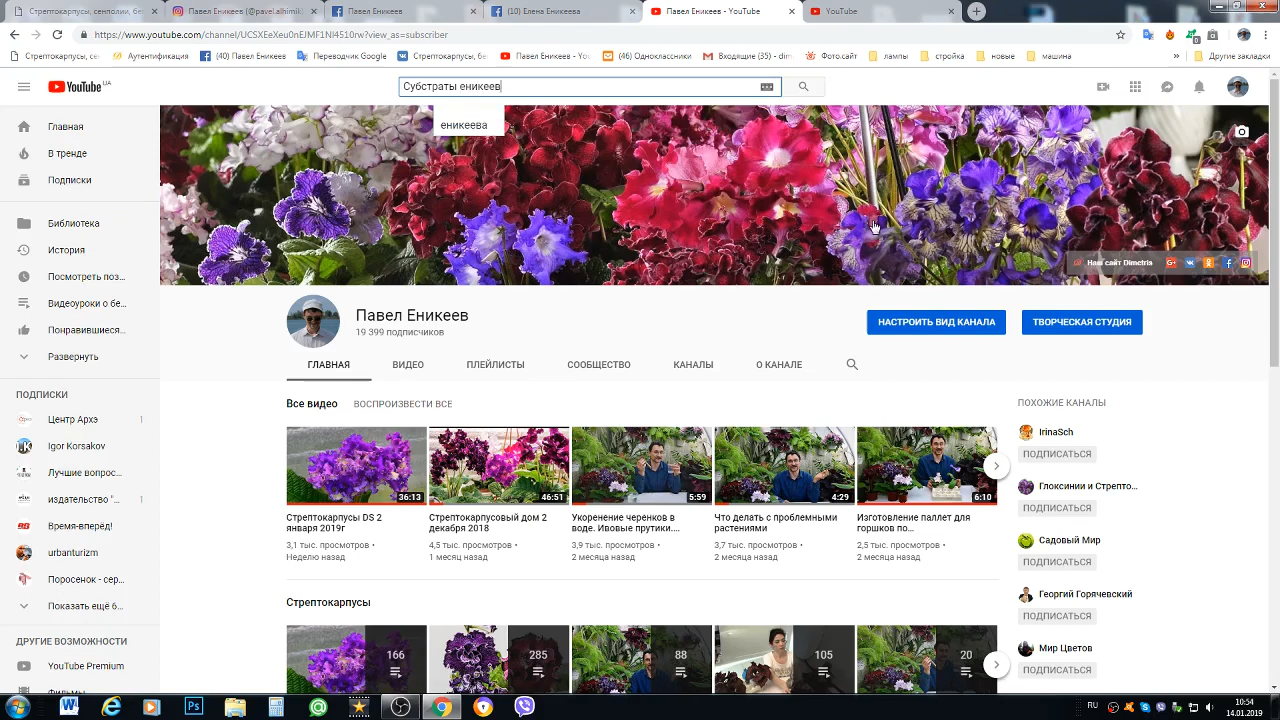 Стрептокарпусы, сенполии, бе
Павел Еникеев (@pavel.alhimik
Павел Еникеев
(10) Елена Еникеева
Павел Еникеев - YouTube
YouTube
https://www.youtube.com/channel/UCSXEeXeu0nEJMF1Nl4510rw?view_as=subscriber
Стрептокарпусы, сен
Аутентификация
(40) Павел Еникеев
Переводчик Google
Стрептокарпусы, бе
Павел Еникеев - You
(46) Одноклассники
Входящие (35) - dim
Фото.сайт
лампы
стройка
новые
машина
»
Другие закладки
YouTube UA
Субстраты еникеев
еникеева
Главная
В тренде
Подписки
Библиотека
История
Посмотреть поз...
Видеоуроки о бе...
Понравившиеся...
Развернуть
ПОДПИСКИ
Центр Архэ 1
Igor Korsakov
Лучшие вопрос...
издательство "... 1
Время-вперёд!
urbanturizm
Поросенок - сер...
Показать ещё 6...
ДРУГИЕ ВОЗМОЖНОСТИ
YouTube Premium
Фильмы
Наш сайт Dimetris
Павел Еникеев
19 399 подписчиков
НАСТРОИТЬ ВИД КАНАЛА
ТВОРЧЕСКАЯ СТУДИЯ
ГЛАВНАЯ
ВИДЕО
ПЛЕЙЛИСТЫ
СООБЩЕСТВО
КАНАЛЫ
О КАНАЛЕ
Все видео
ВОСПРОИЗВЕСТИ ВСЕ
36:13
46:51
5:59
4:29
6:10
Стрептокарпусы DS 2
января 2019г
3,1 тыс. просмотров •
Неделю назад
Стрептокарпусовый дом 2
декабря 2018
4,5 тыс. просмотров •
1 месяц назад
Укоренение черенков в
воде. Ивовые прутики....
3,9 тыс. просмотров •
2 месяца назад
Что делать с проблемными
растениями
3,7 тыс. просмотров •
2 месяца назад
Изготовление паллет для
горшков по...
2,5 тыс. просмотров •
2 месяца назад
Стрептокарпусы
166
285
88
105
20
ПОХОЖИЕ КАНАЛЫ
IrinaSch
ПОДПИСАТЬСЯ
Глоксинии и Стрепто...
ПОДПИСАТЬСЯ
Садовый Мир
ПОДПИСАТЬСЯ
Георгий Горячевский
ПОДПИСАТЬСЯ
Мир Цветов
ПОДПИСАТЬСЯ
RU
10:54
14.01.2019